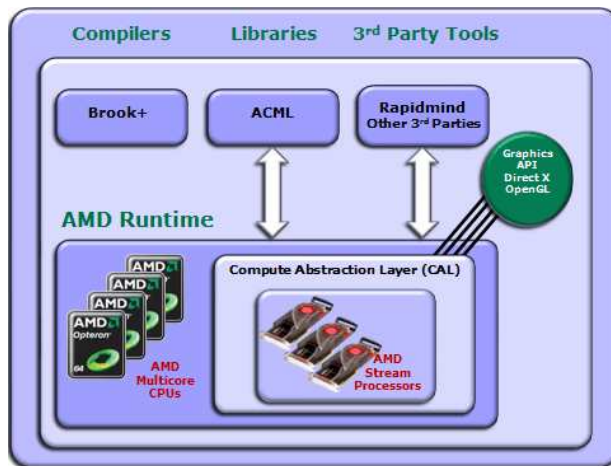 Compilers Libraries 3rd Party Tools
Brook+
ACML
Rapidmind
Other 3rd Parties
Graphics
API
Direct X
OpenGL
AMD Runtime
Compute Abstraction Layer (CAL)
AMD
AMD
AMD
AMD
Opteron
64
AMD
Multicore
CPUs
AMD
Stream
Processors